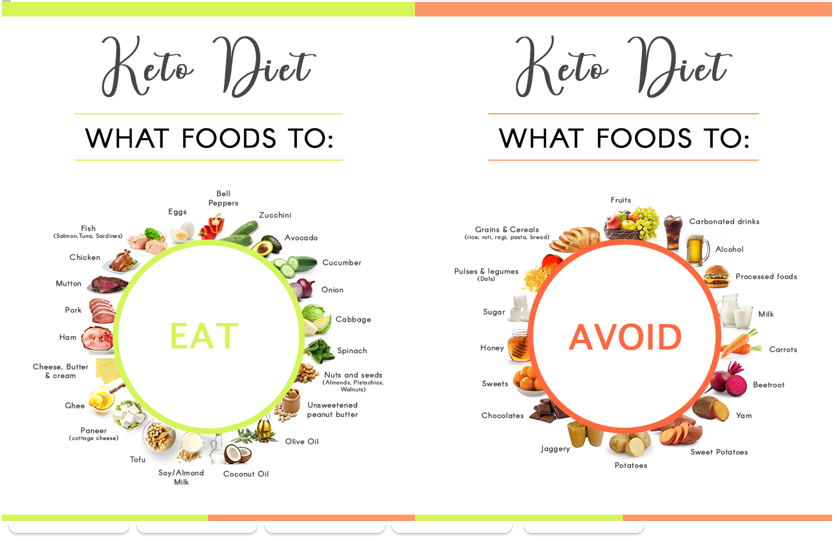 Keto Diet
WHAT FOODS TO:
Bell
Peppers
Eggs
Zucchini
Fish
(Salmon,Tuna, Sardines)
Avocado
Chicken
Cucumber
Mutton
Onion
Pork
Cabbage
Ham
EAT
Spinach
Cheese, Butter
& cream
Nuts and seeds
(Almonds, Pistachios,
Walnuts)
Ghee
Unsweetened
peanut butter
Paneer
(cottage cheese)
Olive Oil
Tofu
Soy/Almond
Milk
Coconut Oil
Keto Diet
WHAT FOODS TO:
Fruits
Carbonated drinks
Grains & Cereals
(rice, roti, ragi, pasta, bread)
Alcohol
Pulses & legumes
(Dals)
Processed foods
Sugar
Milk
AVOID
Honey
Carrots
Sweets
Beetroot
Chocolates
Yam
Jaggery
Sweet Potatoes
Potatoes